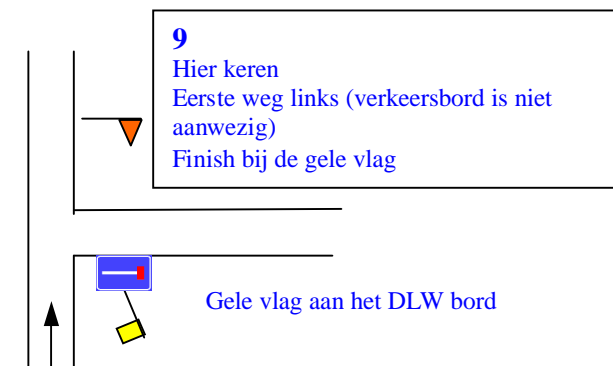 9
Hier keren
Eerste weg links (verkeersbord is niet
aanwezig)
Finish bij de gele vlag
Gele vlag aan het DLW bord